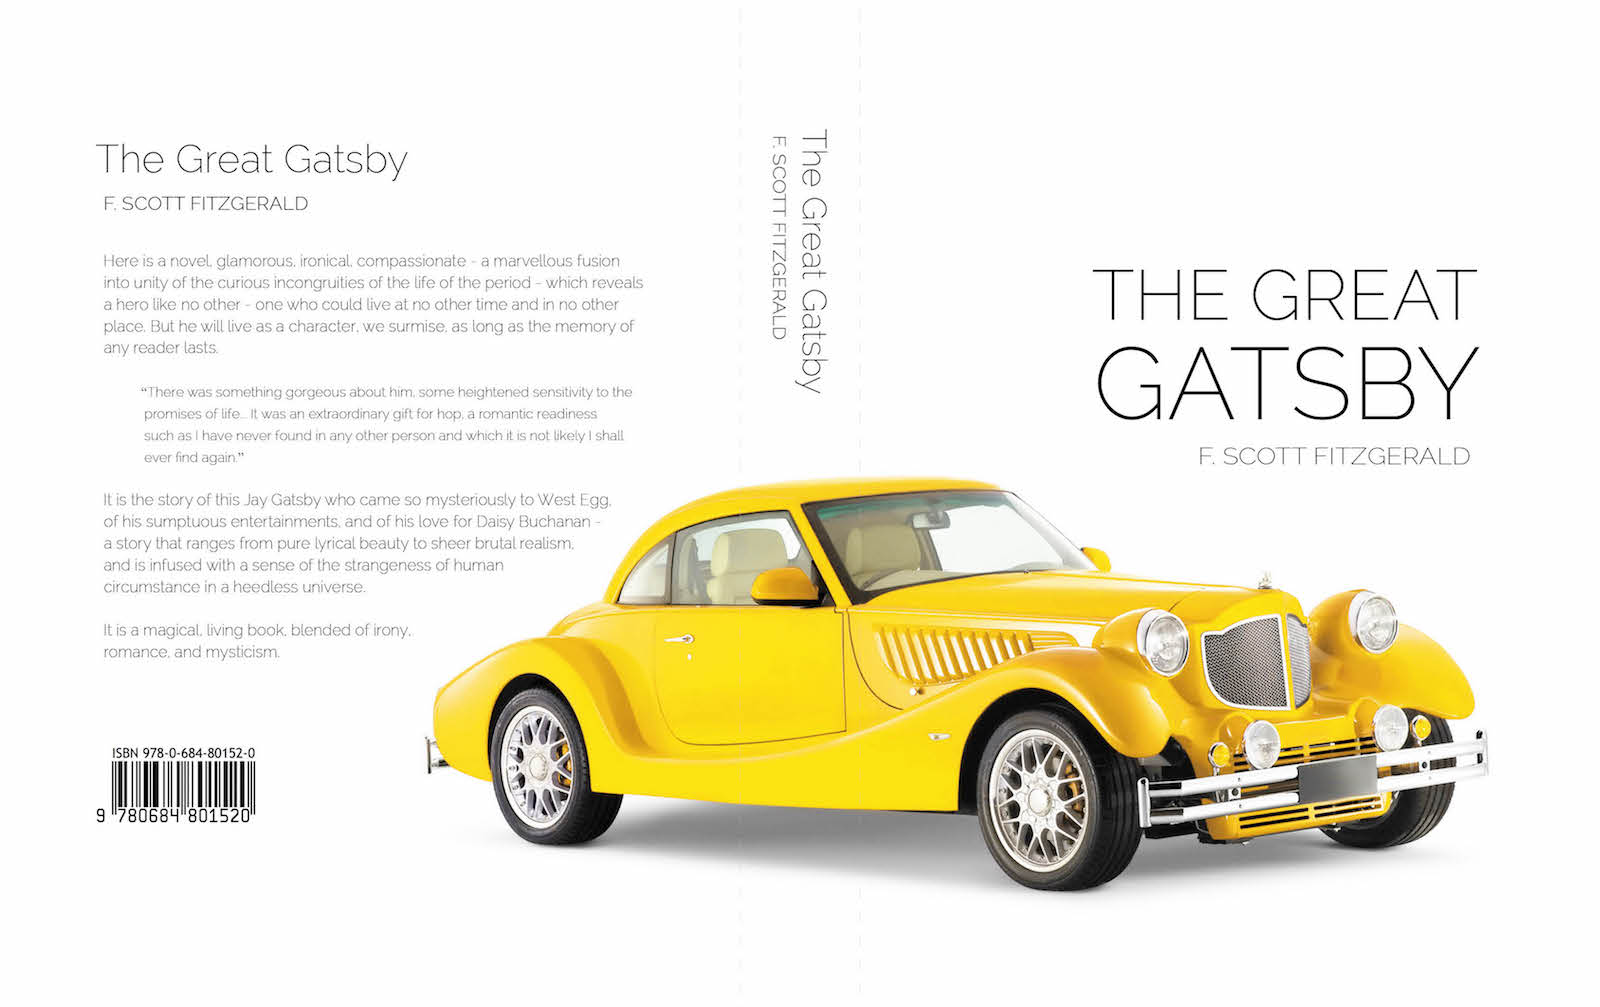 The Great Gatsby
F. SCOTT FITZGERALD
Here is a novel, glamorous, ironical, compassionate - a marvellous fusion
into unity of the curious incongruities of the life of the period - which reveals
a hero like no other - one who could live at no other time and in no other
place. But he will live as a character, we surmise, as long as the memory of
any reader lasts.
“There was something gorgeous about him, some heightened sensitivity to the
promises of life... It was an extraordinary gift for hop, a romantic readiness
such as I have never found in any other person and which it is not likely I shall
ever find again.”
It is the story of this Jay Gatsby who came so mysteriously to West Egg,
of his sumptuous entertainments, and of his love for Daisy Buchanan -
a story that ranges from pure lyrical beauty to sheer brutal realism,
and is infused with a sense of the strangeness of human
circumstance in a heedless universe.
It is a magical, living book, blended of irony,
romance, and mysticism.
ISBN 978-0-684-80152-0
9 780684 801520
The Great Gatsby
F. SCOTT FITZGERALD
THE GREAT
GATSBY
F. SCOTT FITZGERALD